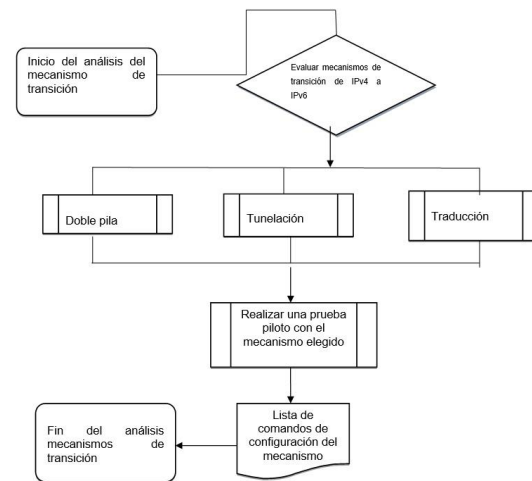 Inicio del análisis del
mecanismo de
transición
Evaluar mecanismos de
transición de IPv4 a
IPv6
Doble pila
Tunelación
Traducción
Realizar una prueba
piloto con el
mecanismo elegido
Lista de
comandos de
configuración del
mecanismo
Fin del análisis
mecanismos de
transición